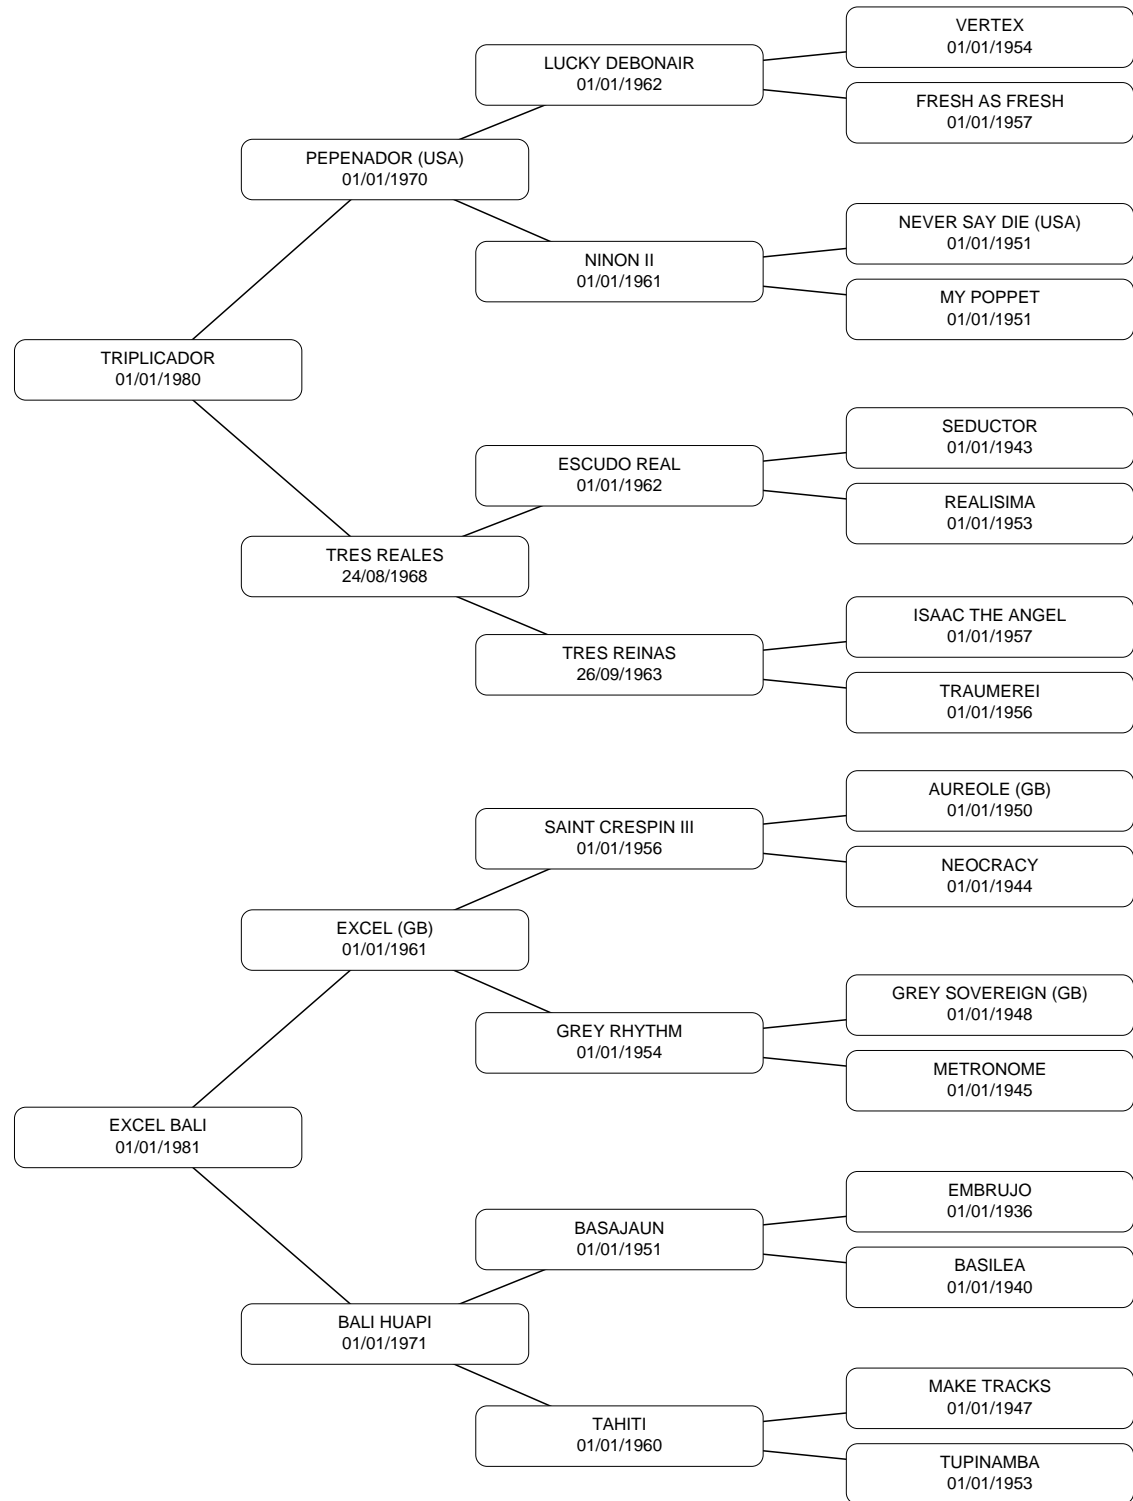 VERTEX
01/01/1954
LUCKY DEBONAIR
01/01/1962
FRESH AS FRESH
01/01/1957
PEPENADOR (USA)
01/01/1970
NEVER SAY DIE (USA)
01/01/1951
NINON II
01/01/1961
MY POPPET
01/01/1951
TRIPLICADOR
01/01/1980
SEDUCTOR
01/01/1943
ESCUDO REAL
01/01/1962
REALISIMA
01/01/1953
TRES REALES
24/08/1968
ISAAC THE ANGEL
01/01/1957
TRES REINAS
26/09/1963
TRAUMEREI
01/01/1956
AUREOLE (GB)
01/01/1950
SAINT CRESPIN III
01/01/1956
NEOCRACY
01/01/1944
EXCEL (GB)
01/01/1961
GREY SOVEREIGN (GB)
01/01/1948
GREY RHYTHM
01/01/1954
METRONOME
01/01/1945
EXCEL BALI
01/01/1981
EMBRUJO
01/01/1936
BASAJAUN
01/01/1951
BASILEA
01/01/1940
BALI HUAPI
01/01/1971
MAKE TRACKS
01/01/1947
TAHITI
01/01/1960
TUPINAMBA
01/01/1953